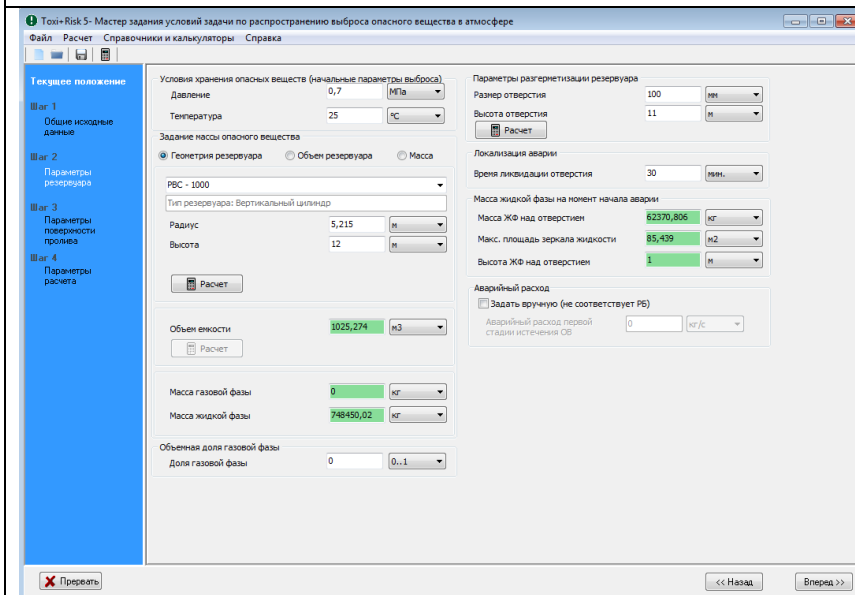 Toxi+Risk 5- Мастер задания условий задачи по распространению выброса опасного вещества в атмосфере
Файл Расчет Справочники и калькуляторы Справка
Текущее положение
Шаг 1
Общие исходные
данные
Шаг 2
Параметры
резервуара
Шаг 3
Параметры
поверхности
пролива
Шаг 4
Параметры
расчета
Условия хранения опасных веществ (начальные параметры выброса)
Давление 0,7 МПа
Температура 25 °C
Задание массы опасного вещества
Геометрия резервуара Объем резервуара Масса
РВС - 1000
Тип резервуара: Вертикальный цилиндр
Радиус 5,215 м
Высота 12 м
Расчет
Объем емкости 1025,274 м3
Расчет
Масса газовой фазы 0 кг
Масса жидкой фазы 748450,02 кг
Объемная доля газовой фазы
Доля газовой фазы 0 0..1
Параметры разгерметизации резервуара
Размер отверстия 100 мм
Высота отверстия 11 м
Расчет
Локализация аварии
Время ликвидации отверстия 30 мин.
Масса жидкой фазы на момент начала аварии
Масса ЖФ над отверстием 62370,806 кг
Макс. площадь зеркала жидкости 85,439 м2
Высота ЖФ над отверстием 1 м
Аварийный расход
Задать вручную (не соответствует РБ)
Аварийный расход первой
стадии истечения ОВ 0 кг/с
Прервать
<< Назад
Вперед >>